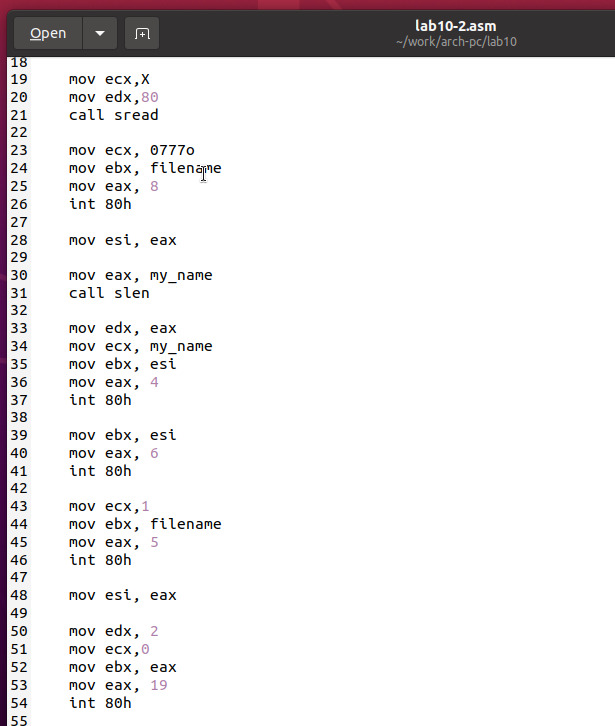 Open
lab10-2.asm
~/work/arch-pc/lab10
18
19 mov ecx,X
20 mov edx,80
21 call sread
22
23 mov ecx, 0777o
24 mov ebx, filename
25 mov eax, 8
26 int 80h
27
28 mov esi, eax
29
30 mov eax, my_name
31 call slen
32
33 mov edx, eax
34 mov ecx, my_name
35 mov ebx, esi
36 mov eax, 4
37 int 80h
38
39 mov ebx, esi
40 mov eax, 6
41 int 80h
42
43 mov ecx,1
44 mov ebx, filename
45 mov eax, 5
46 int 80h
47
48 mov esi, eax
49
50 mov edx, 2
51 mov ecx,0
52 mov ebx, eax
53 mov eax, 19
54 int 80h
55